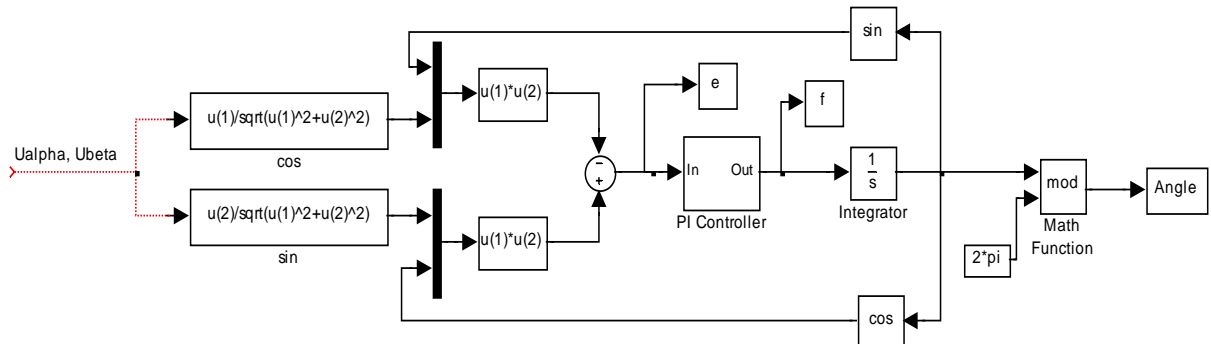 sin
e
f
u(1)*u(2)
u(1)/sqrt(u(1)^2+u(2)^2)
cos
Ualpha, Ubeta
−
+
In
Out
PI Controller
1
s
Integrator
mod
Math
Function
Angle
u(2)/sqrt(u(1)^2+u(2)^2)
sin
u(1)*u(2)
2*pi
cos